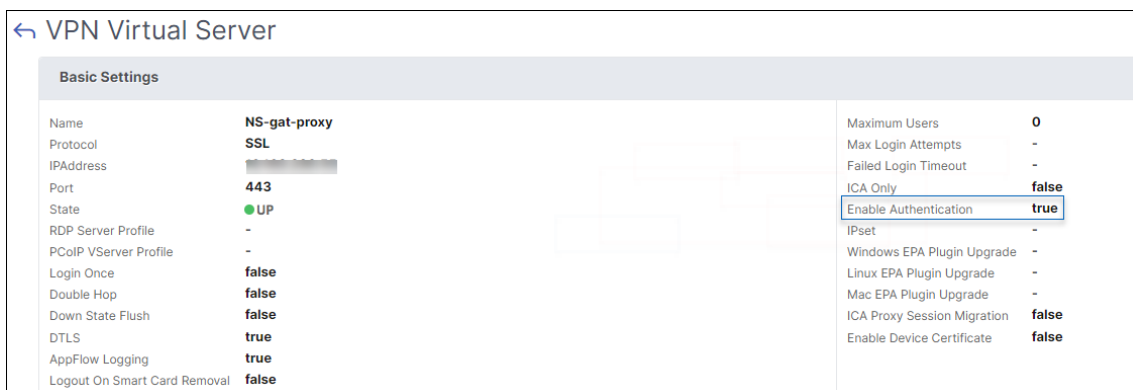 VPN Virtual Server
Basic Settings
Name NS-gat-proxy
Protocol SSL
IPAddress
Port 443
State UP
RDP Server Profile -
PCoIP VServer Profile -
Login Once false
Double Hop false
Down State Flush false
DTLS true
AppFlow Logging true
Logout On Smart Card Removal false
Maximum Users 0
Max Login Attempts -
Failed Login Timeout -
ICA Only false
Enable Authentication true
IPset -
Windows EPA Plugin Upgrade -
Linux EPA Plugin Upgrade -
Mac EPA Plugin Upgrade -
ICA Proxy Session Migration false
Enable Device Certificate false